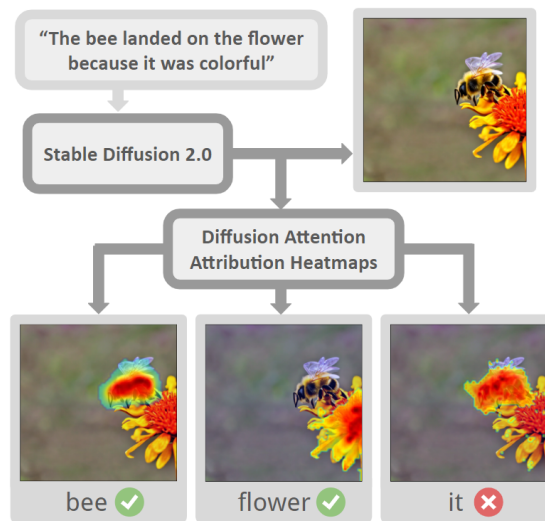 “The bee landed on the flower
because it was colorful”
Stable Diffusion 2.0
Diffusion Attention
Attribution Heatmaps
bee
flower
it